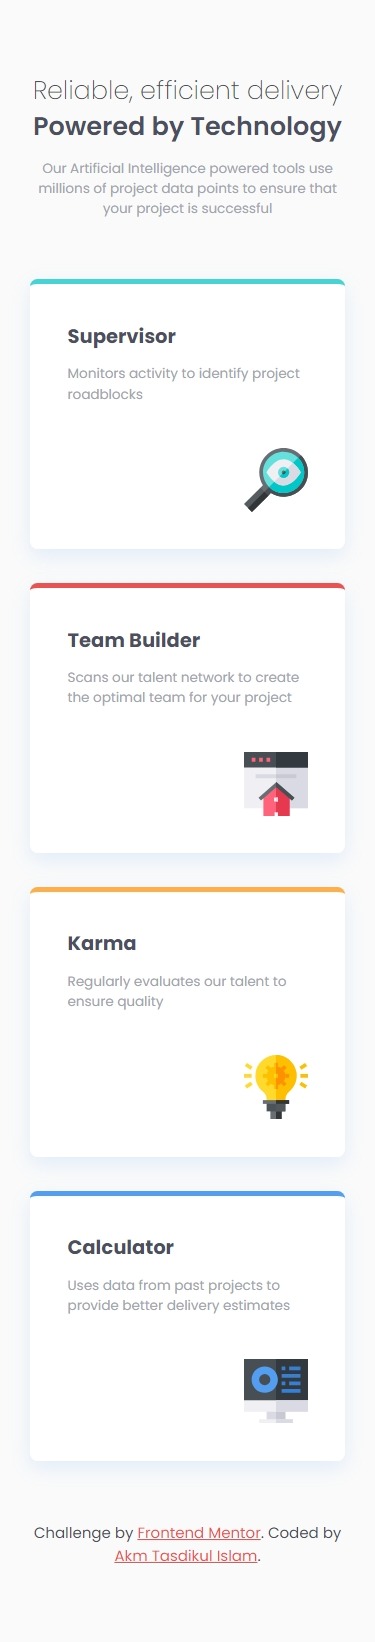 Reliable, efficient delivery
Powered by Technology
Our Artificial Intelligence powered tools use
millions of project data points to ensure that
your project is successful
Supervisor
Monitors activity to identify project
roadblocks
Team Builder
Scans our talent network to create
the optimal team for your project
Karma
Regularly evaluates our talent to
ensure quality
Calculator
Uses data from past projects to
provide better delivery estimates
Challenge by Frontend Mentor. Coded by
Akm Tasdikul Islam.